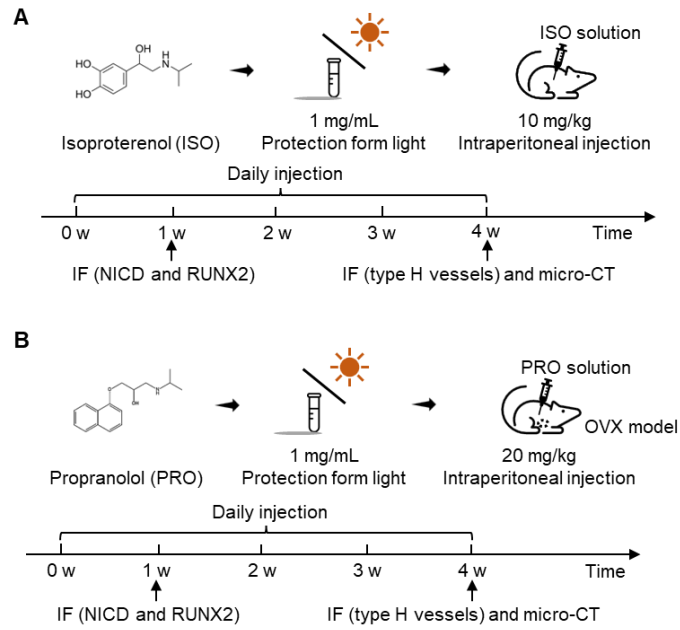 A
OH
HO
HO
H
N
ISO solution
Isoproterenol (ISO)
1 mg/mL
Protection form light
10 mg/kg
Intraperitoneal injection
Daily injection
0 w 1 w 2 w 3 w 4 w Time
IF (NICD and RUNX2)
IF (type H vessels) and micro-CT
B
O
OH
H
N
PRO solution
OVX model
Propranolol (PRO)
1 mg/mL
Protection form light
20 mg/kg
Intraperitoneal injection
Daily injection
0 w 1 w 2 w 3 w 4 w Time
IF (NICD and RUNX2)
IF (type H vessels) and micro-CT